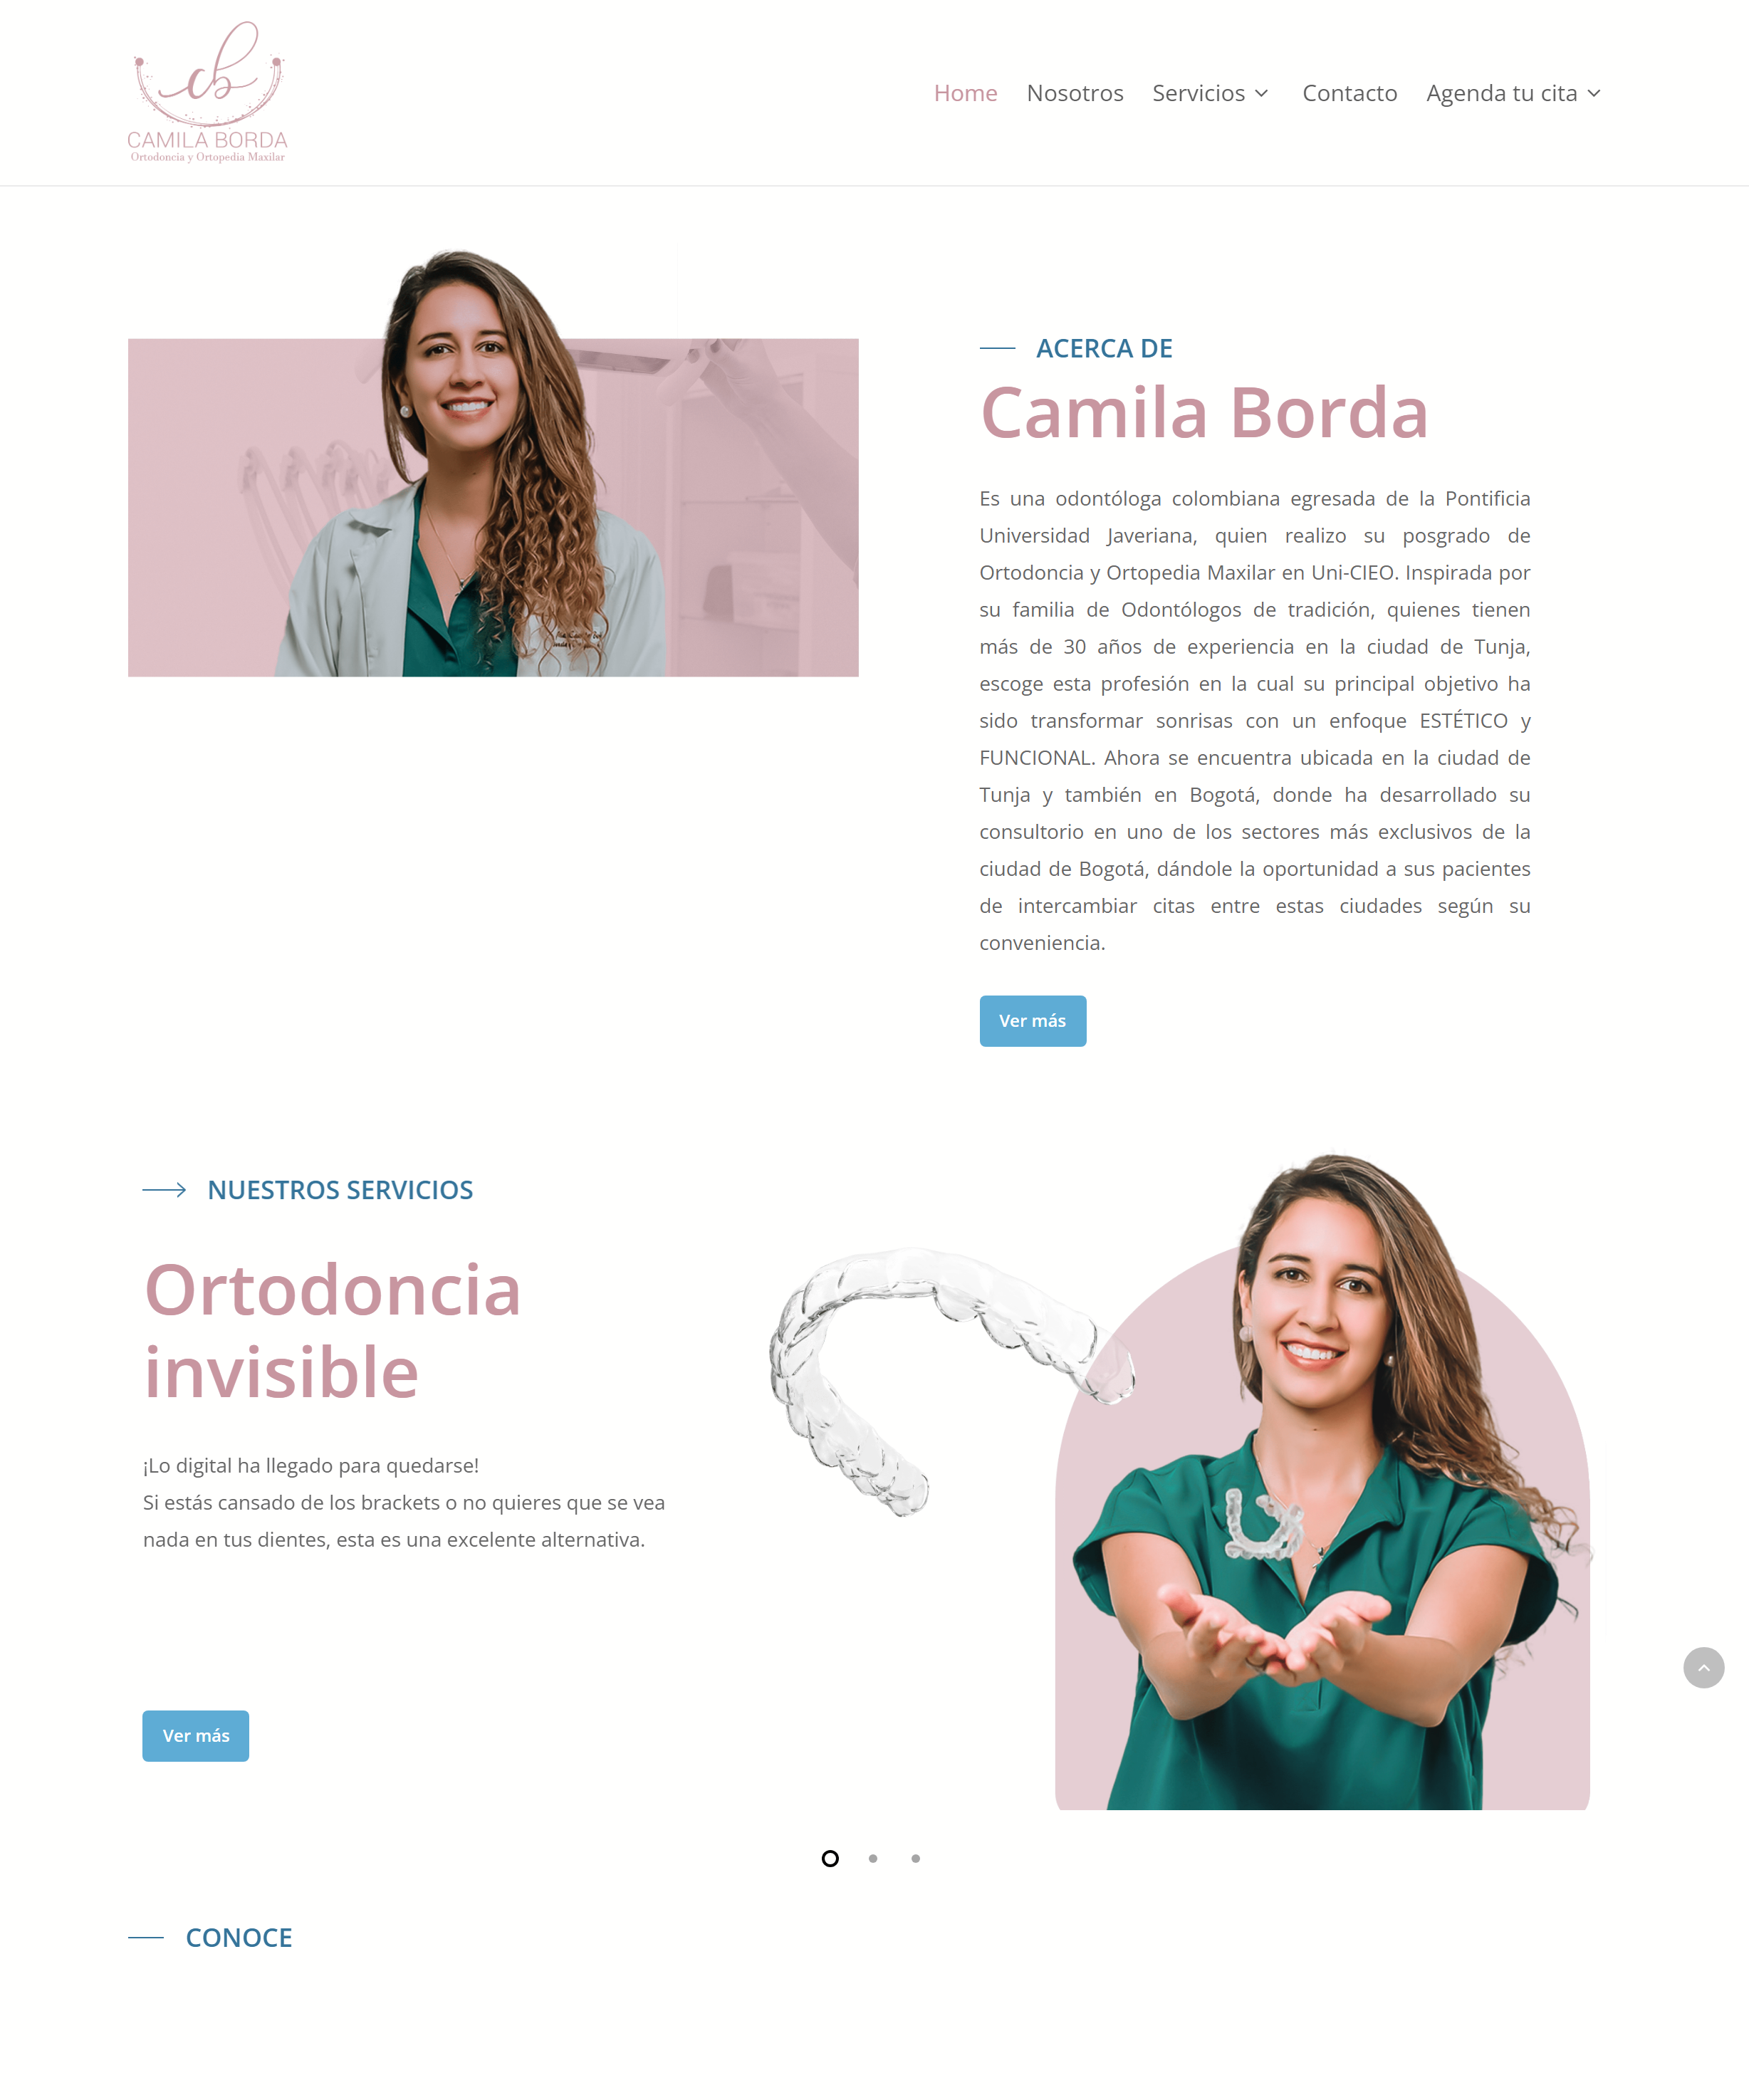 cb
CAMILA BORDA
Ortodoncia y Ortopedia Maxilar
Home
Nosotros
Servicios
Contacto
Agenda tu cita
ACERCA DE
Camila Borda
Es una odontóloga colombiana egresada de la Pontificia
Universidad Javeriana, quien realizo su posgrado de
Ortodoncia y Ortopedia Maxilar en Uni-CIEO. Inspirada por
su familia de Odontólogos de tradición, quienes tienen
más de 30 años de experiencia en la ciudad de Tunja,
escoge esta profesión en la cual su principal objetivo ha
sido transformar sonrisas con un enfoque ESTÉTICO y
FUNCIONAL. Ahora se encuentra ubicada en la ciudad de
Tunja y también en Bogotá, donde ha desarrollado su
consultorio en uno de los sectores más exclusivos de la
ciudad de Bogotá, dándole la oportunidad a sus pacientes
de intercambiar citas entre estas ciudades según su
conveniencia.
Ver más
NUESTROS SERVICIOS
Ortodoncia
invisible
¡Lo digital ha llegado para quedarse!
Si estás cansado de los brackets o no quieres que se vea
nada en tus dientes, esta es una excelente alternativa.
Ver más
CONOCE